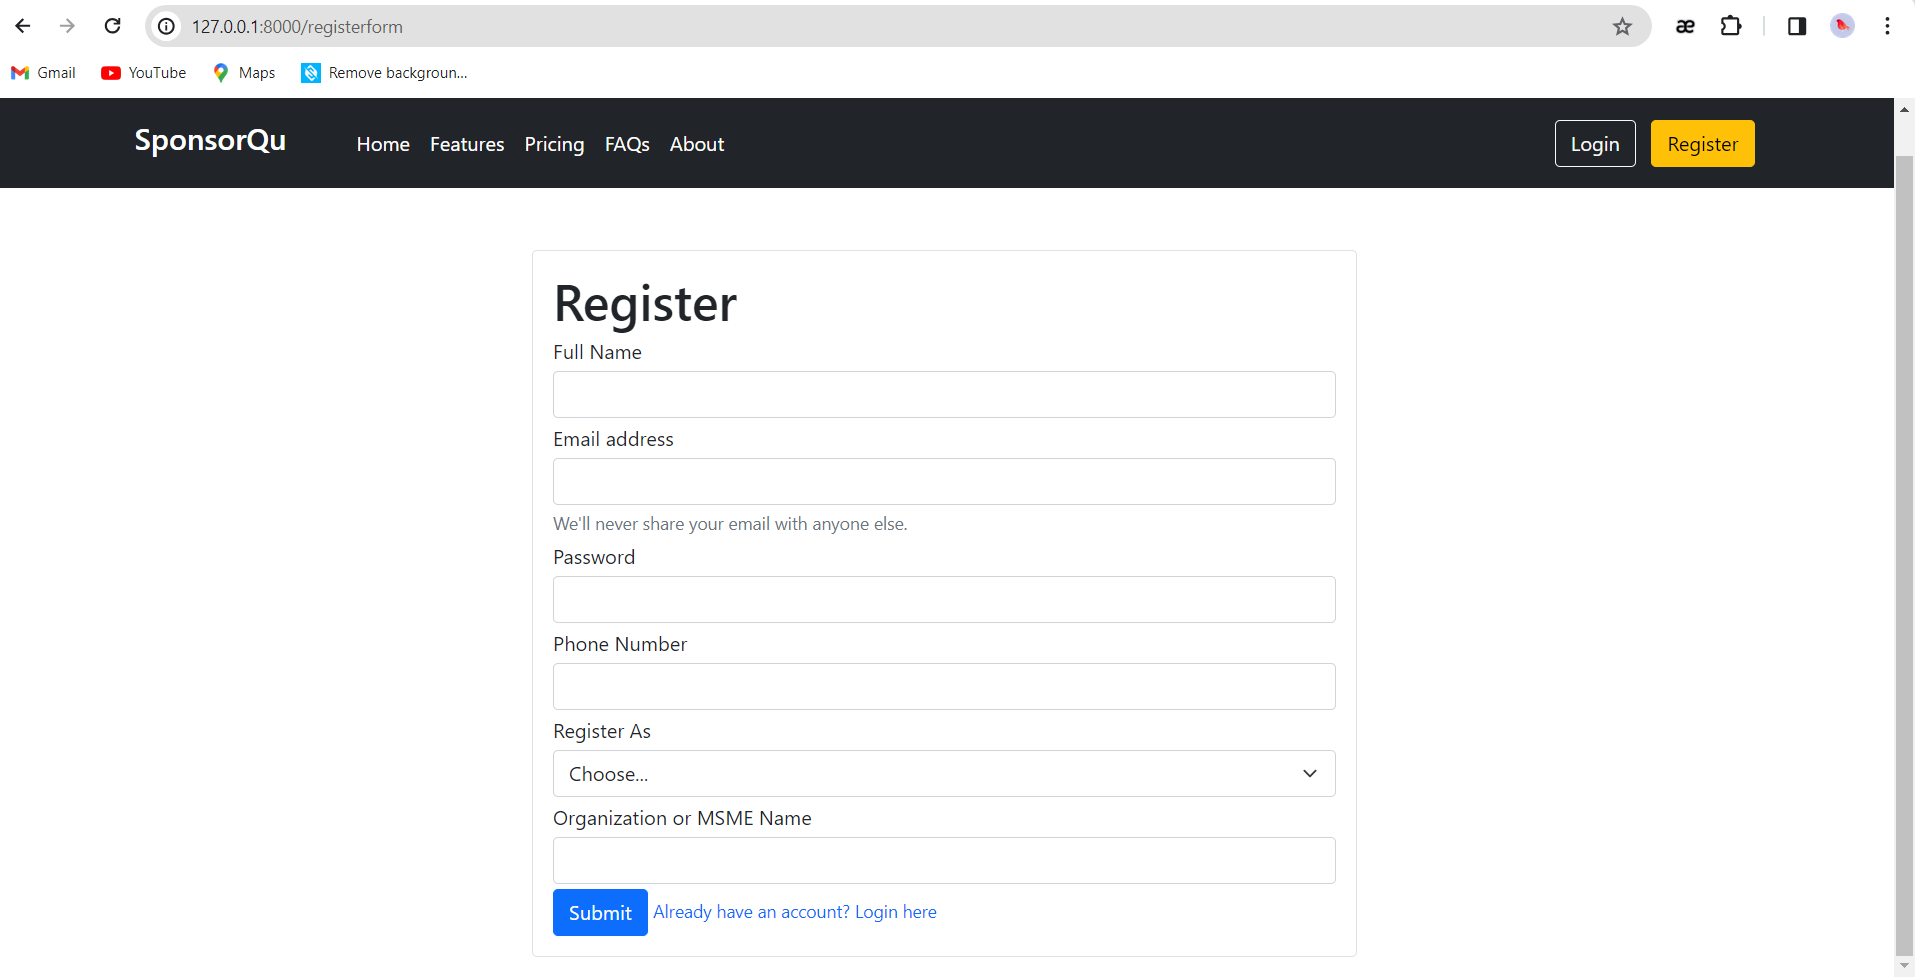 127.0.0.1:8000/registerform
Gmail YouTube Maps Remove backgroun...
SponsorQu Home Features Pricing FAQs About Login Register
Register
Full Name
Email address
We'll never share your email with anyone else.
Password
Phone Number
Register As
Choose...
Organization or MSME Name
Submit Already have an account? Login here